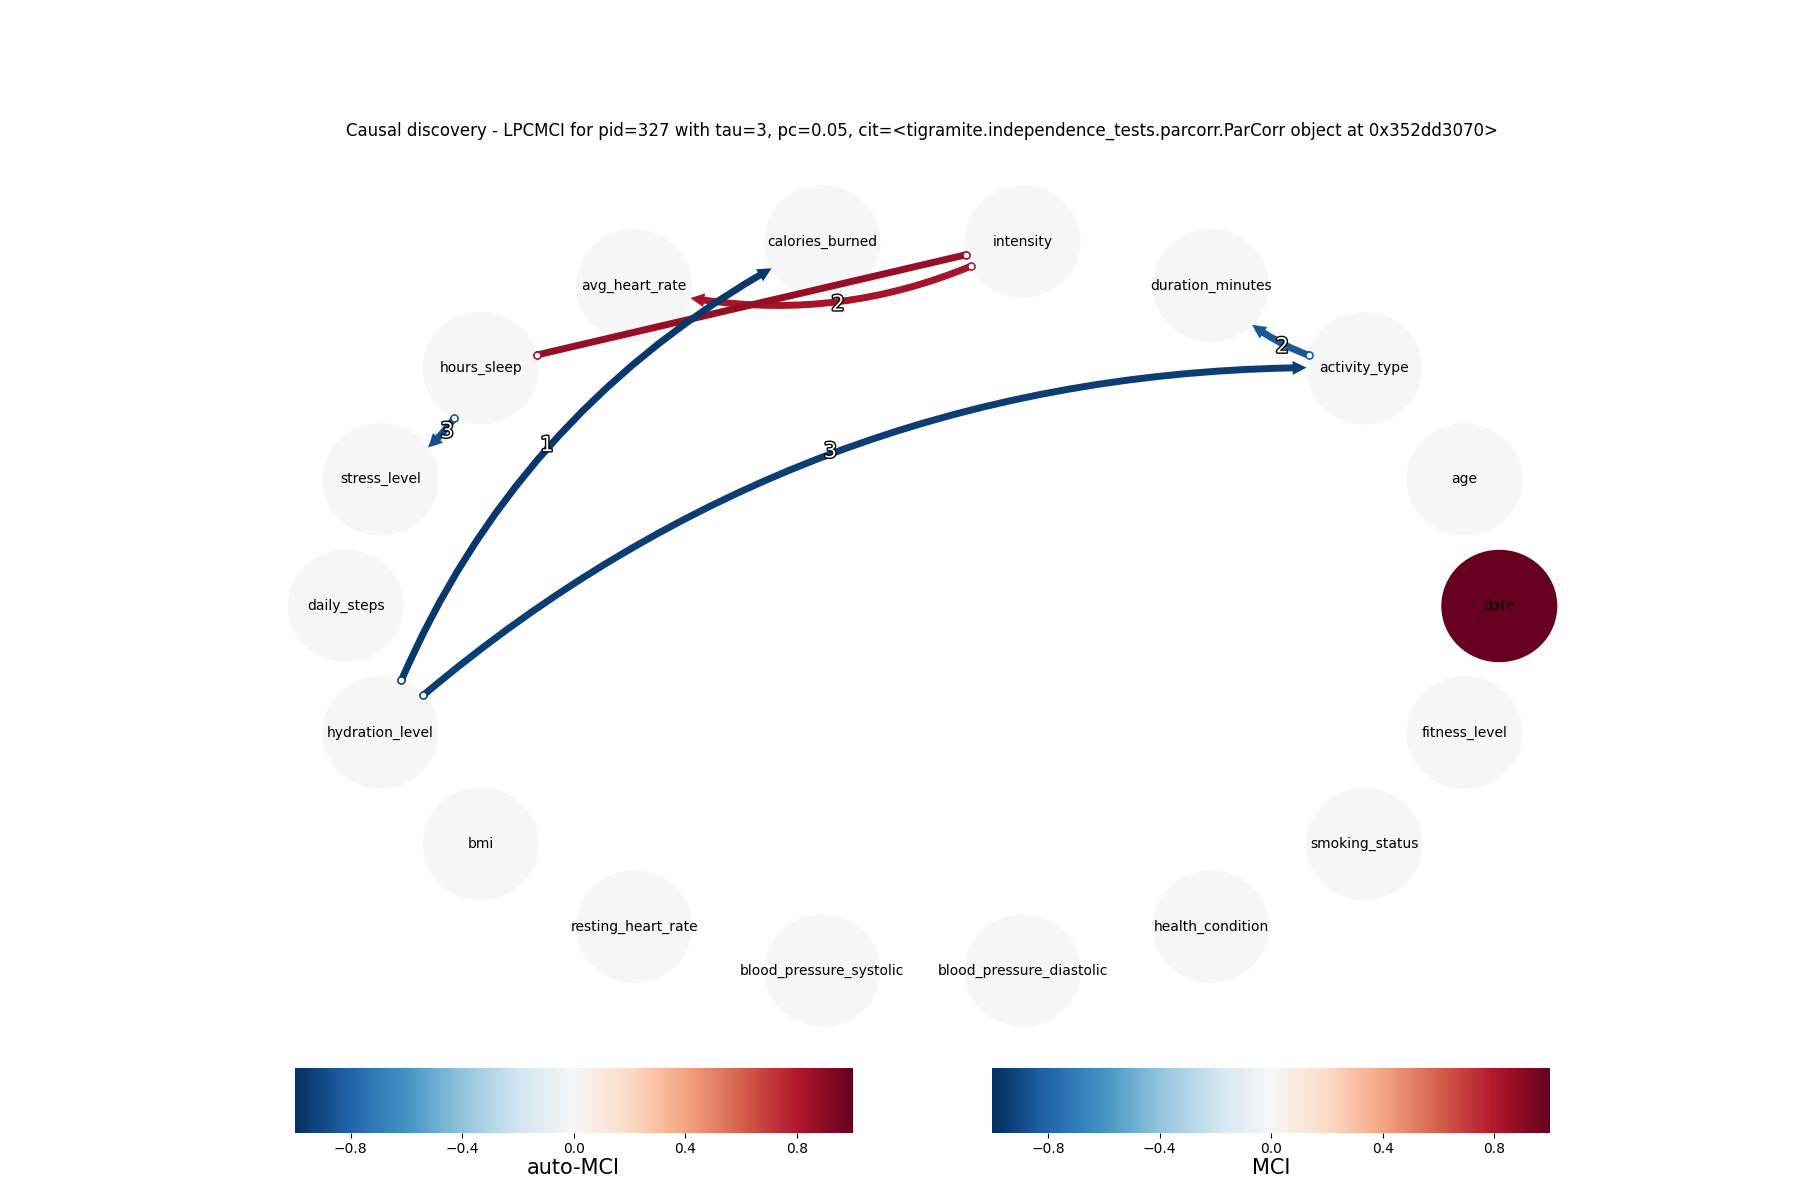 Causal discovery - LPCMCI for pid=327 with tau=3, pc=0.05, cit=<tigramite.independence_tests.parcorr.ParCorr object at 0x352dd3070>
calories_burned
intensity
avg_heart_rate
duration_minutes
2
2
hours_sleep
activity_type
3
1
3
stress_level
age
daily_steps
date
hydration_level
fitness_level
bmi
smoking_status
resting_heart_rate
health_condition
blood_pressure_systolic
blood_pressure_diastolic
−0.8 −0.4 0.0 0.4 0.8
auto-MCI
−0.8 −0.4 0.0 0.4 0.8
MCI